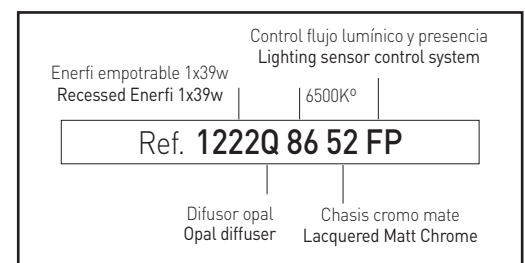 Control flujo lumínico y presencia
Lighting sensor control system
Enerfi empotrable 1x39w
Recessed Enerfi 1x39w
6500Kº
Ref. 1222Q 86 52 FP
Difusor opal
Opal diffuser
Chasis cromo mate
Lacquered Matt Chrome